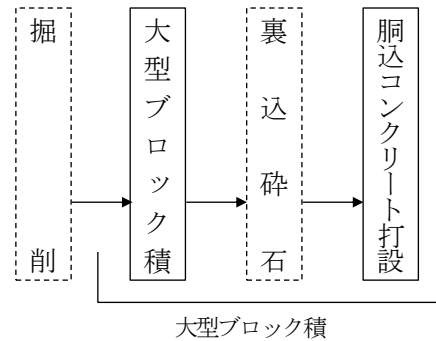 掘削
大型ブロック積
裏込砕石
胴込コンクリート打設
大型ブロック積